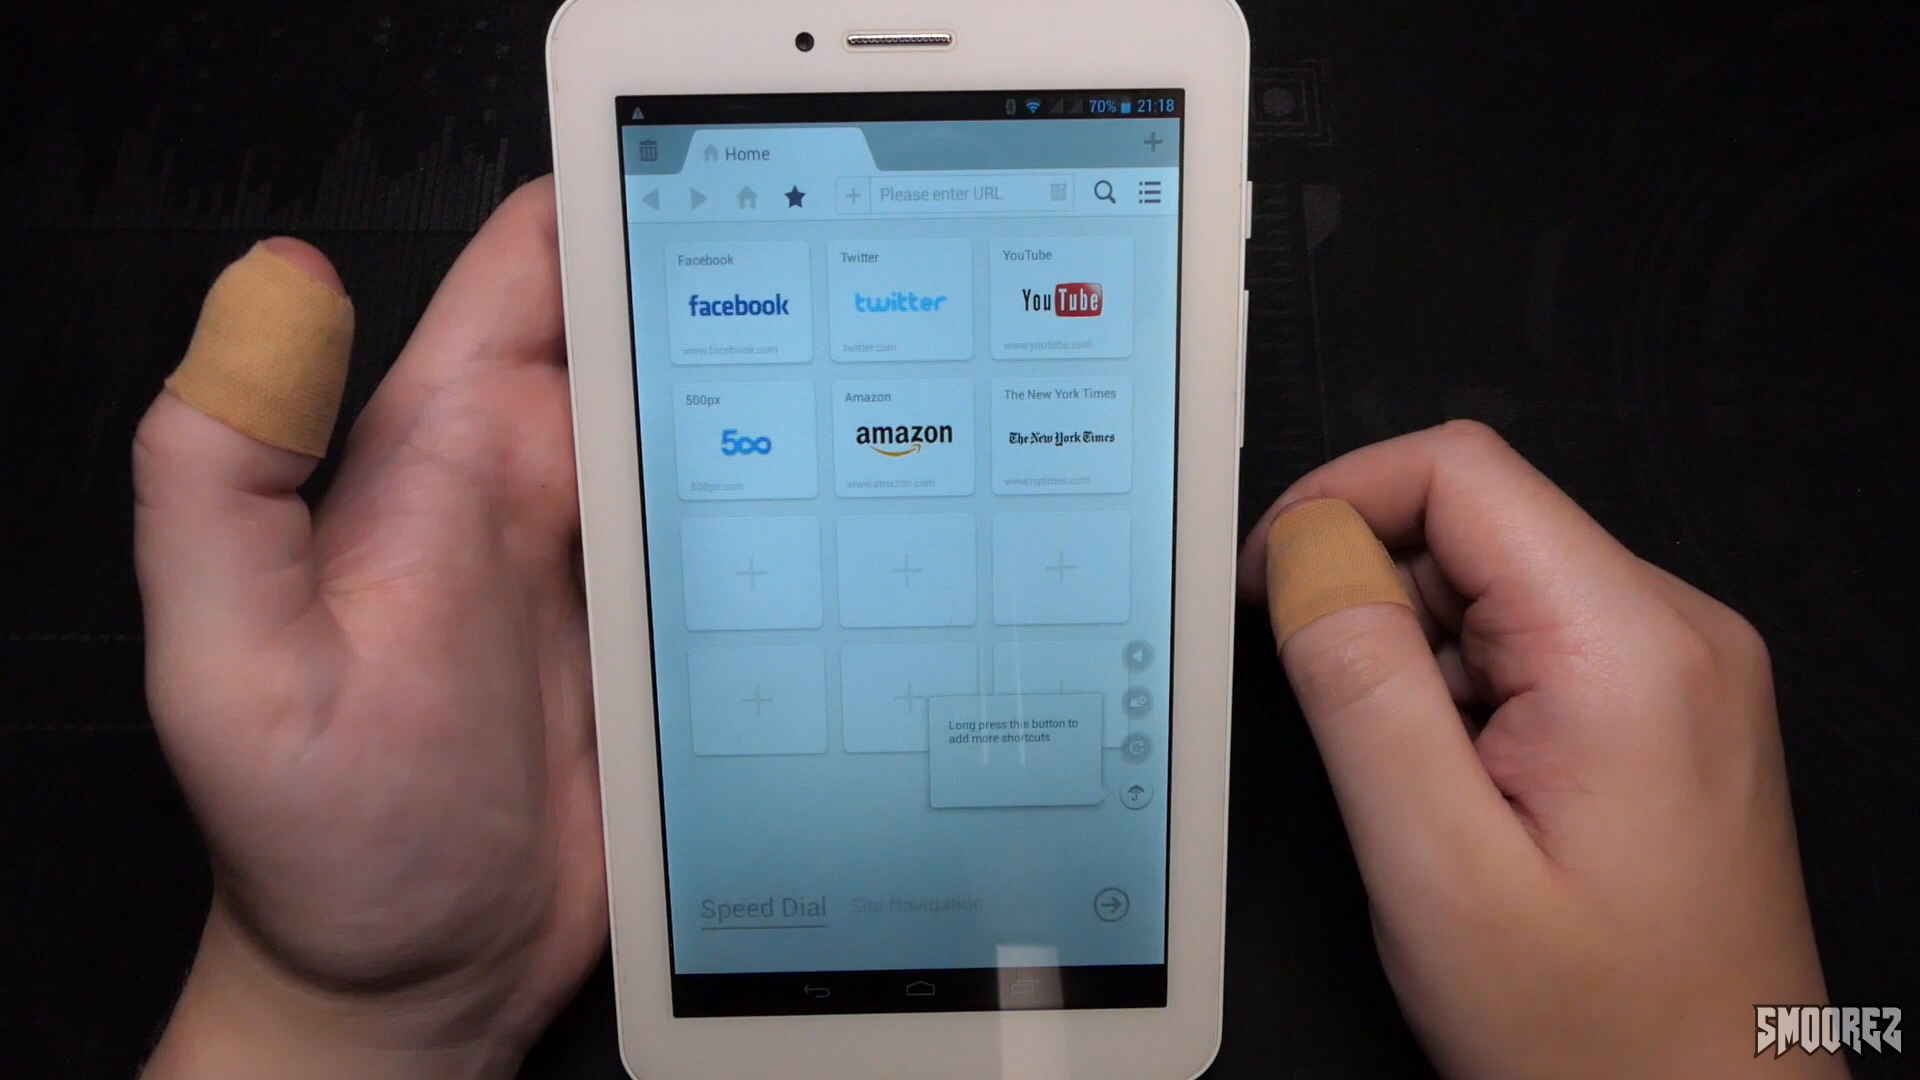 70% 21:18
Home
Please enter URL
Facebook
facebook
www.facebook.com
Twitter
twitter
twitter.com
YouTube
YouTube
www.youtube.com
500px
500
500px.com
Amazon
amazon
www.amazon.com
The New York Times
The New York Times
www.nytimes.com
Long press this button to
add more shortcuts
Speed Dial
Site Navigation
SMOOREZ